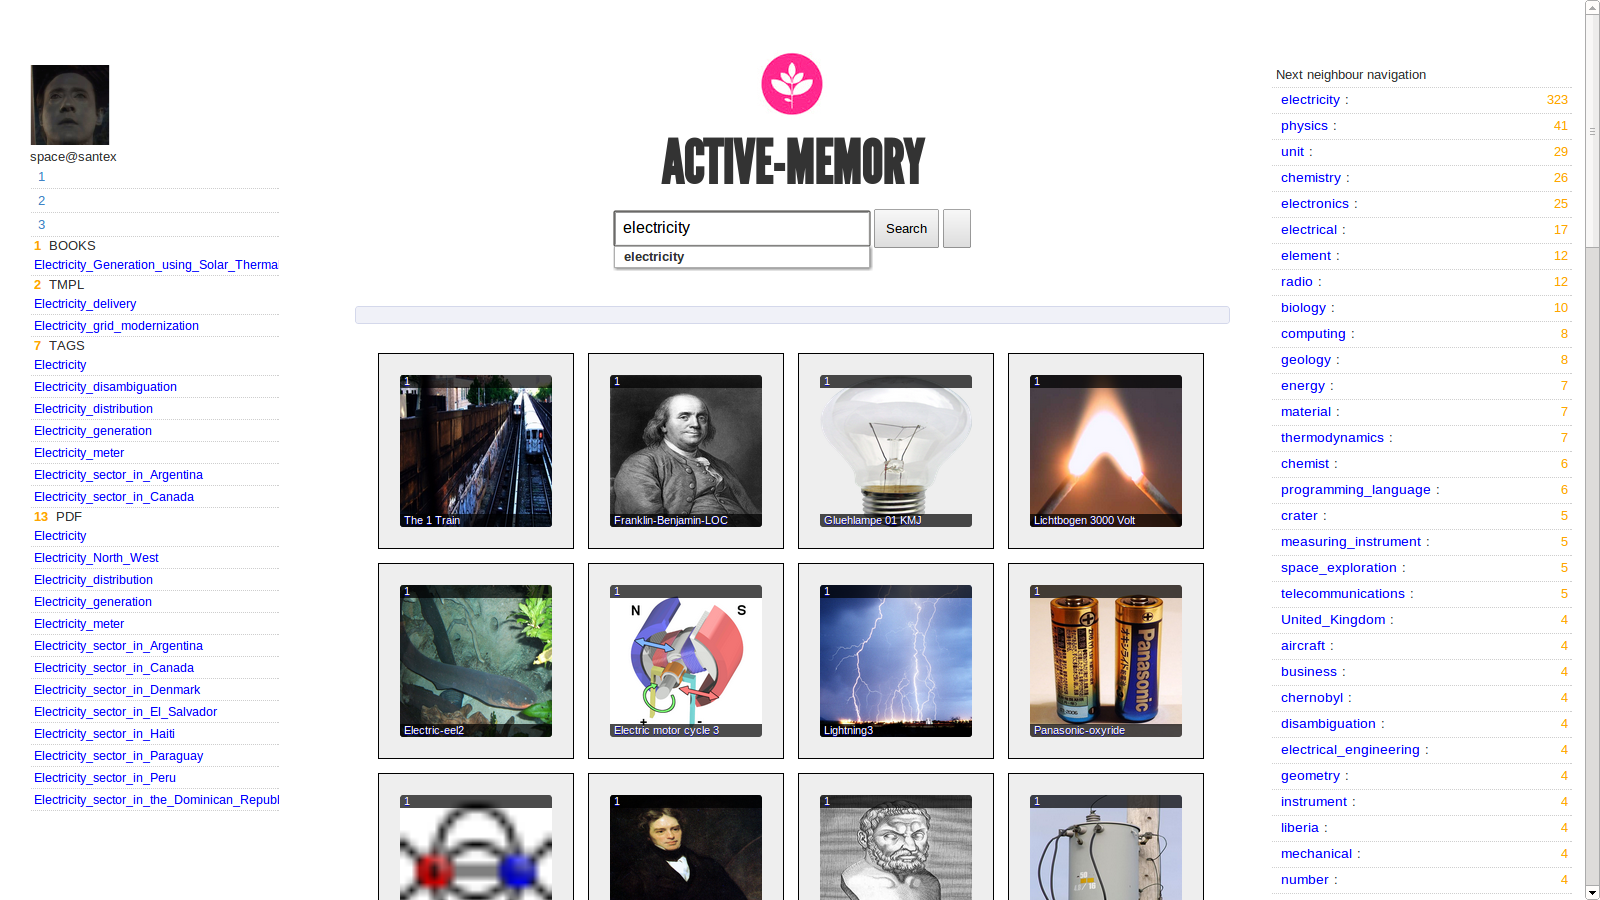 space@santex
1
2
3
1 BOOKS
Electricity_Generation_using_Solar_Therma
2 TMPL
Electricity_delivery
Electricity_grid_modernization
7 TAGS
Electricity
Electricity_disambiguation
Electricity_distribution
Electricity_generation
Electricity_meter
Electricity_sector_in_Argentina
Electricity_sector_in_Canada
13 PDF
Electricity
Electricity_North_West
Electricity_distribution
Electricity_generation
Electricity_meter
Electricity_sector_in_Argentina
Electricity_sector_in_Canada
Electricity_sector_in_Denmark
Electricity_sector_in_El_Salvador
Electricity_sector_in_Haiti
Electricity_sector_in_Paraguay
Electricity_sector_in_Peru
Electricity_sector_in_the_Dominican_Republ
ACTIVE-MEMORY
electricity Search
electricity
1 1 1 1
The 1 Train Franklin-Benjamin-LOC Gluehlampe 01 KMJ Lichtbogen 3000 Volt
1 1 1 1
N S
Panasonic
+ -
Electric-eel2 Electric motor cycle 3 Lightning3 Panasonic-oxyride
1 1 1 1
Next neighbour navigation
electricity : 323
physics : 41
unit : 29
chemistry : 26
electronics : 25
electrical : 17
element : 12
radio : 12
biology : 10
computing : 8
geology : 8
energy : 7
material : 7
thermodynamics : 7
chemist : 6
programming_language : 6
crater : 5
measuring_instrument : 5
space_exploration : 5
telecommunications : 5
United_Kingdom : 4
aircraft : 4
business : 4
chernobyl : 4
disambiguation : 4
electrical_engineering : 4
geometry : 4
instrument : 4
liberia : 4
mechanical : 4
number : 4